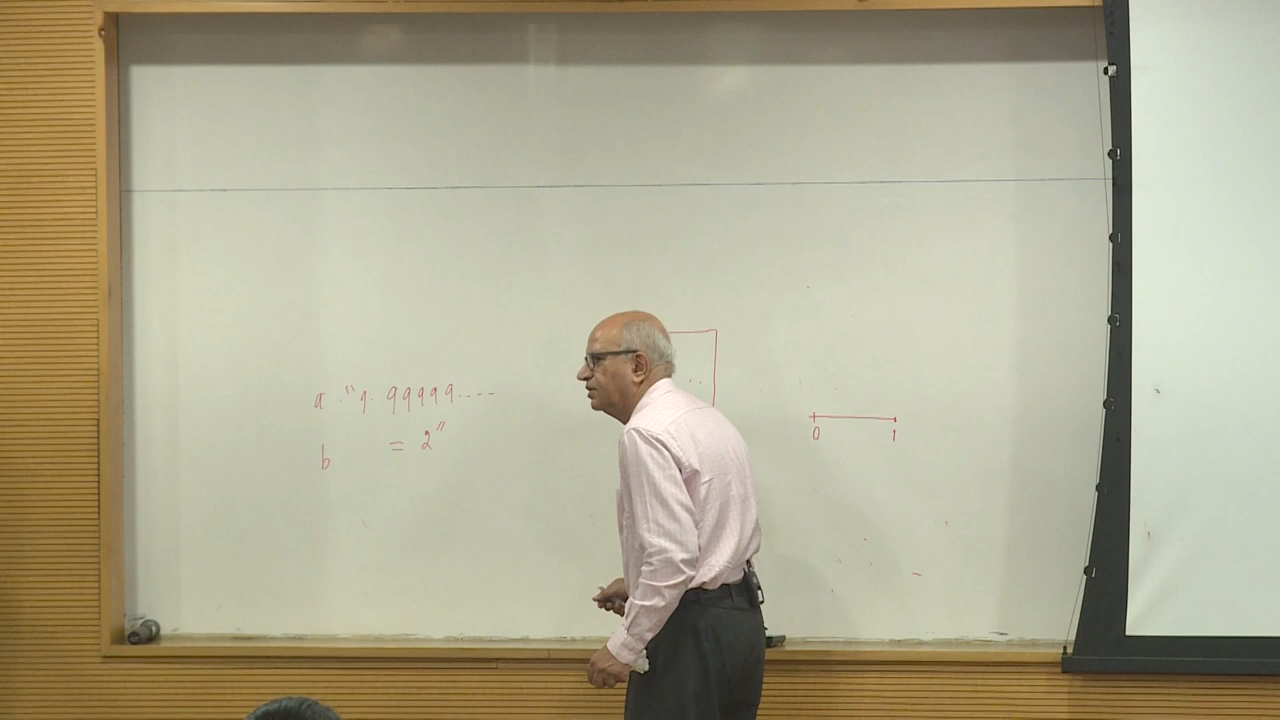 a . "1. 99999....
b = 2"
0 1